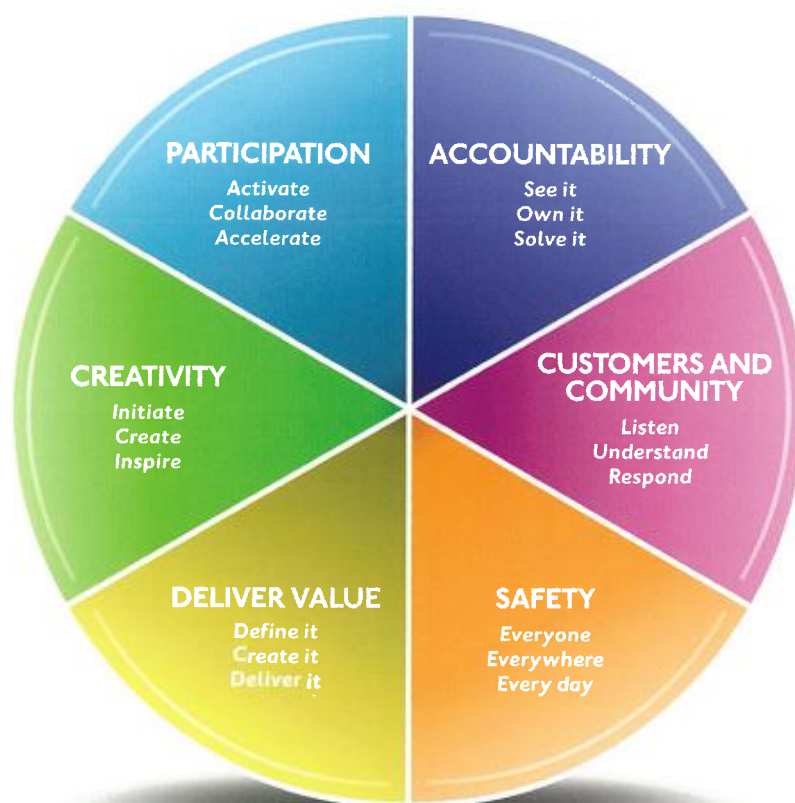 PARTICIPATION
Activate
Collaborate
Accelerate
ACCOUNTABILITY
See it
Own it
Solve it
CUSTOMERS AND
COMMUNITY
Listen
Understand
Respond
SAFETY
Everyone
Everywhere
Every day
DELIVER VALUE
Define it
Create it
Deliver it
CREATIVITY
Initiate
Create
Inspire